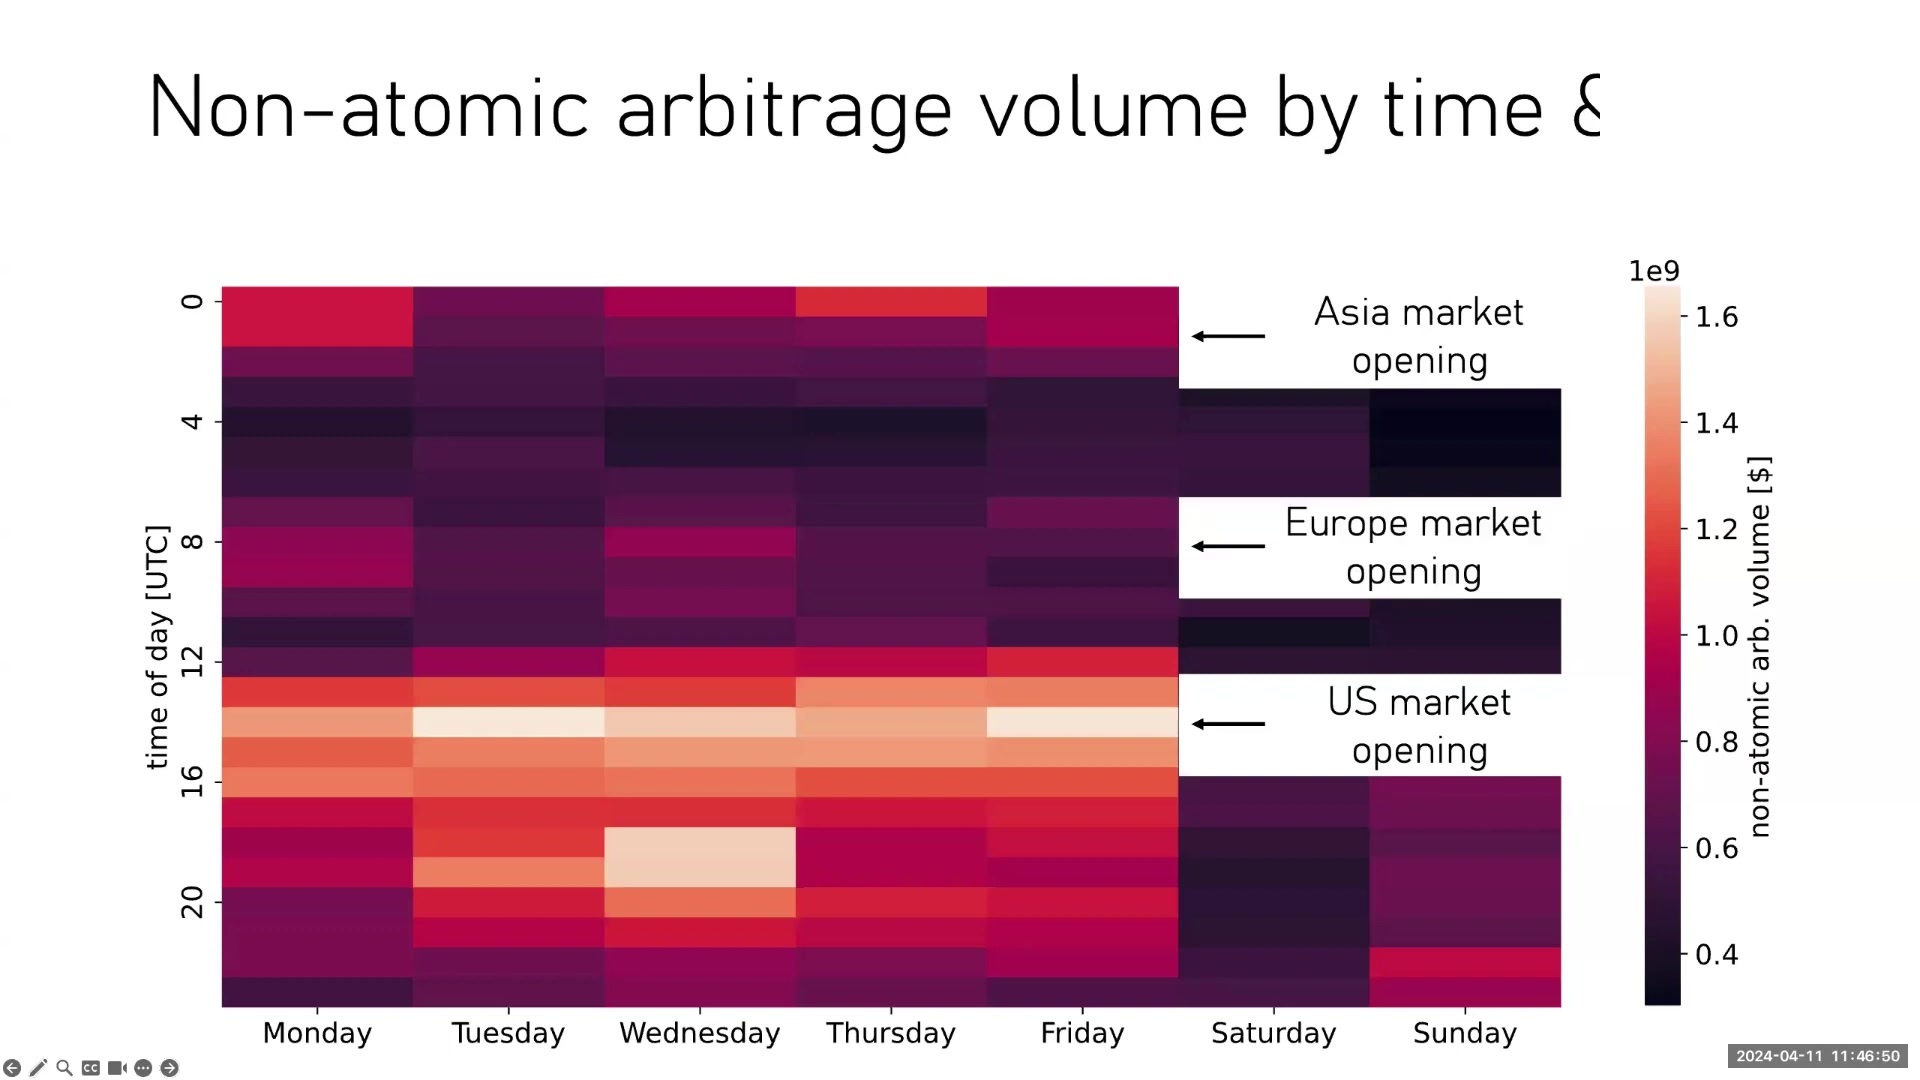 Non-atomic arbitrage volume by time &
1e9
Asia market
opening
Europe market
opening
US market
opening
0
4
8
12
16
20
time of day [UTC]
Monday
Tuesday
Wednesday
Thursday
Friday
Saturday
Sunday
1.6
1.4
1.2
1.0
0.8
0.6
0.4
non-atomic arb. volume [$]
CC
2024-04-11 11:46:50